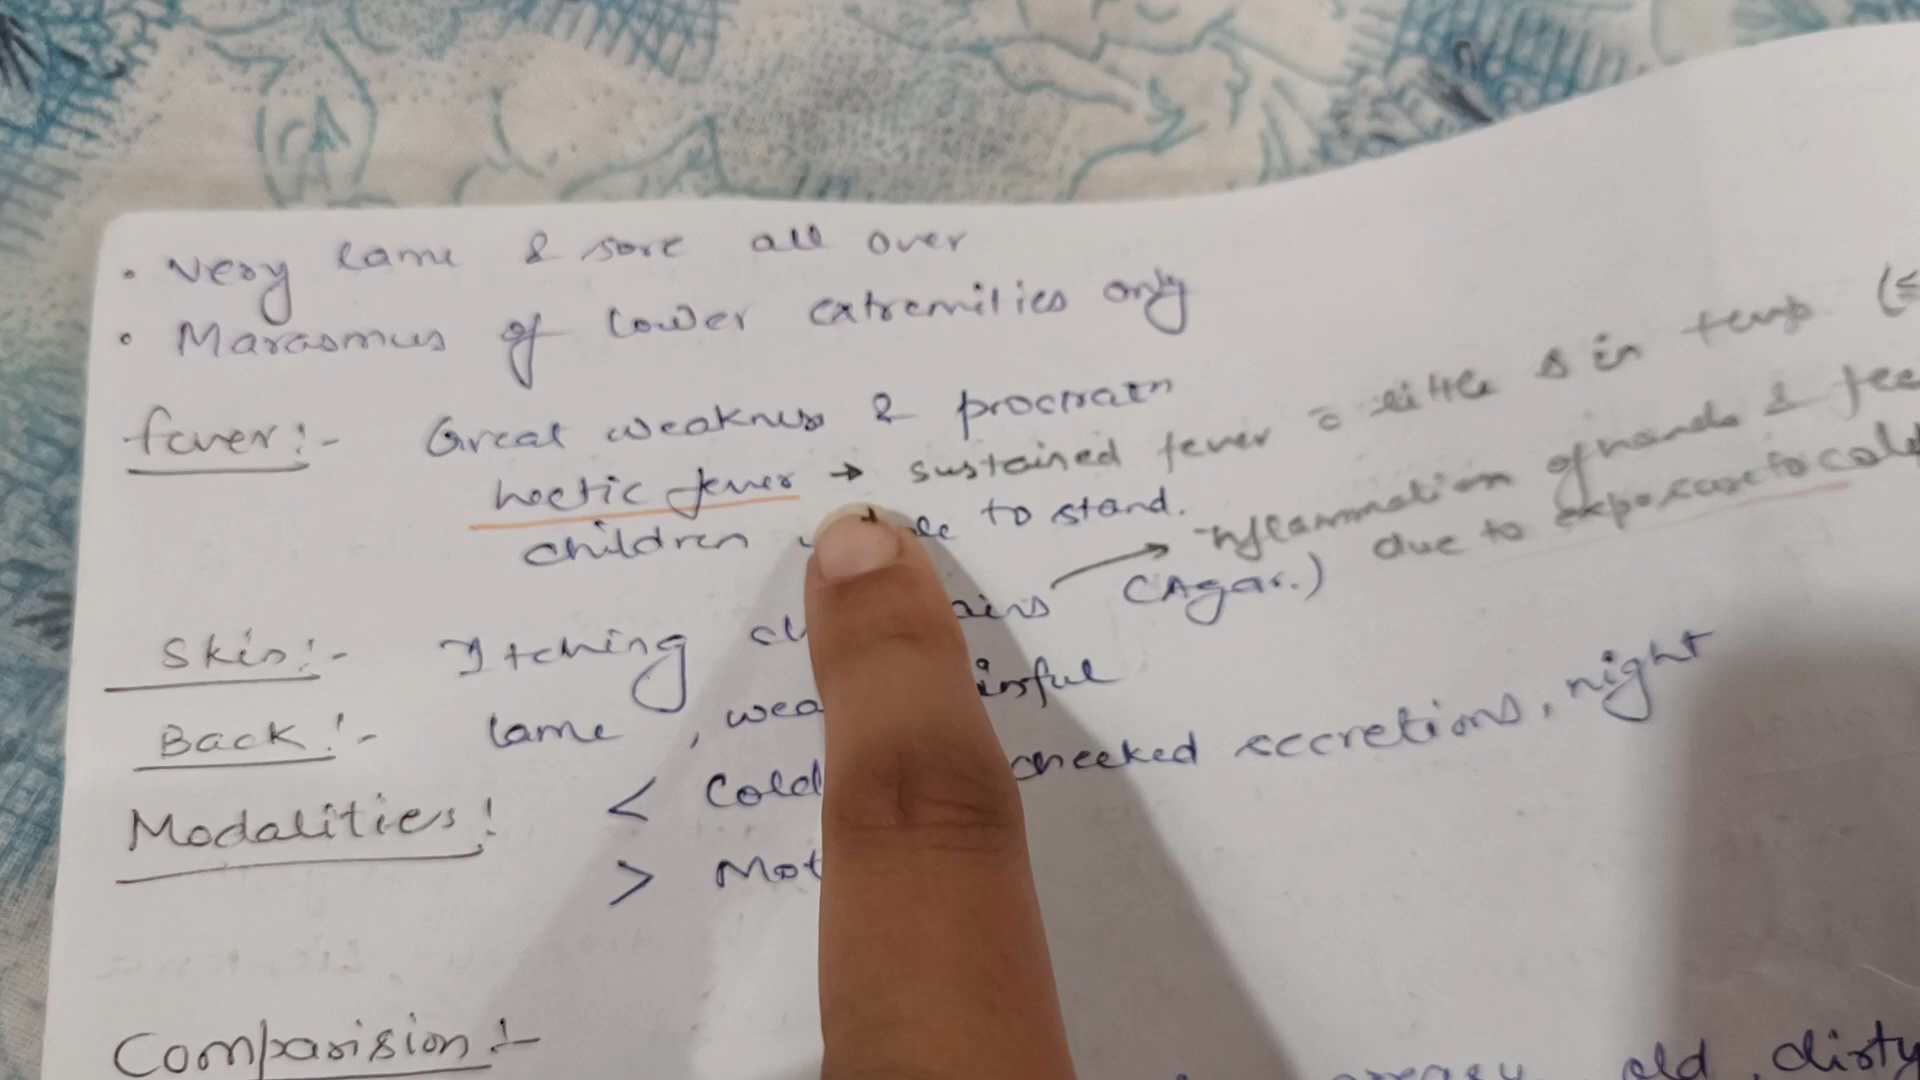 • Very lame & sore all over
• Marasmus of lower extremities only
fever:- Great weakness & procratn
hectic fever → sustained fever c̄ little Δ in temp (≤
children to stand.
inflammation of hands & fee
due to exposure to cold
Skin:- Itching (Agar.)
Back:- lame,
Modalities: < Cold checked secretions, night
> Mot
Comparision:-
old, dirty